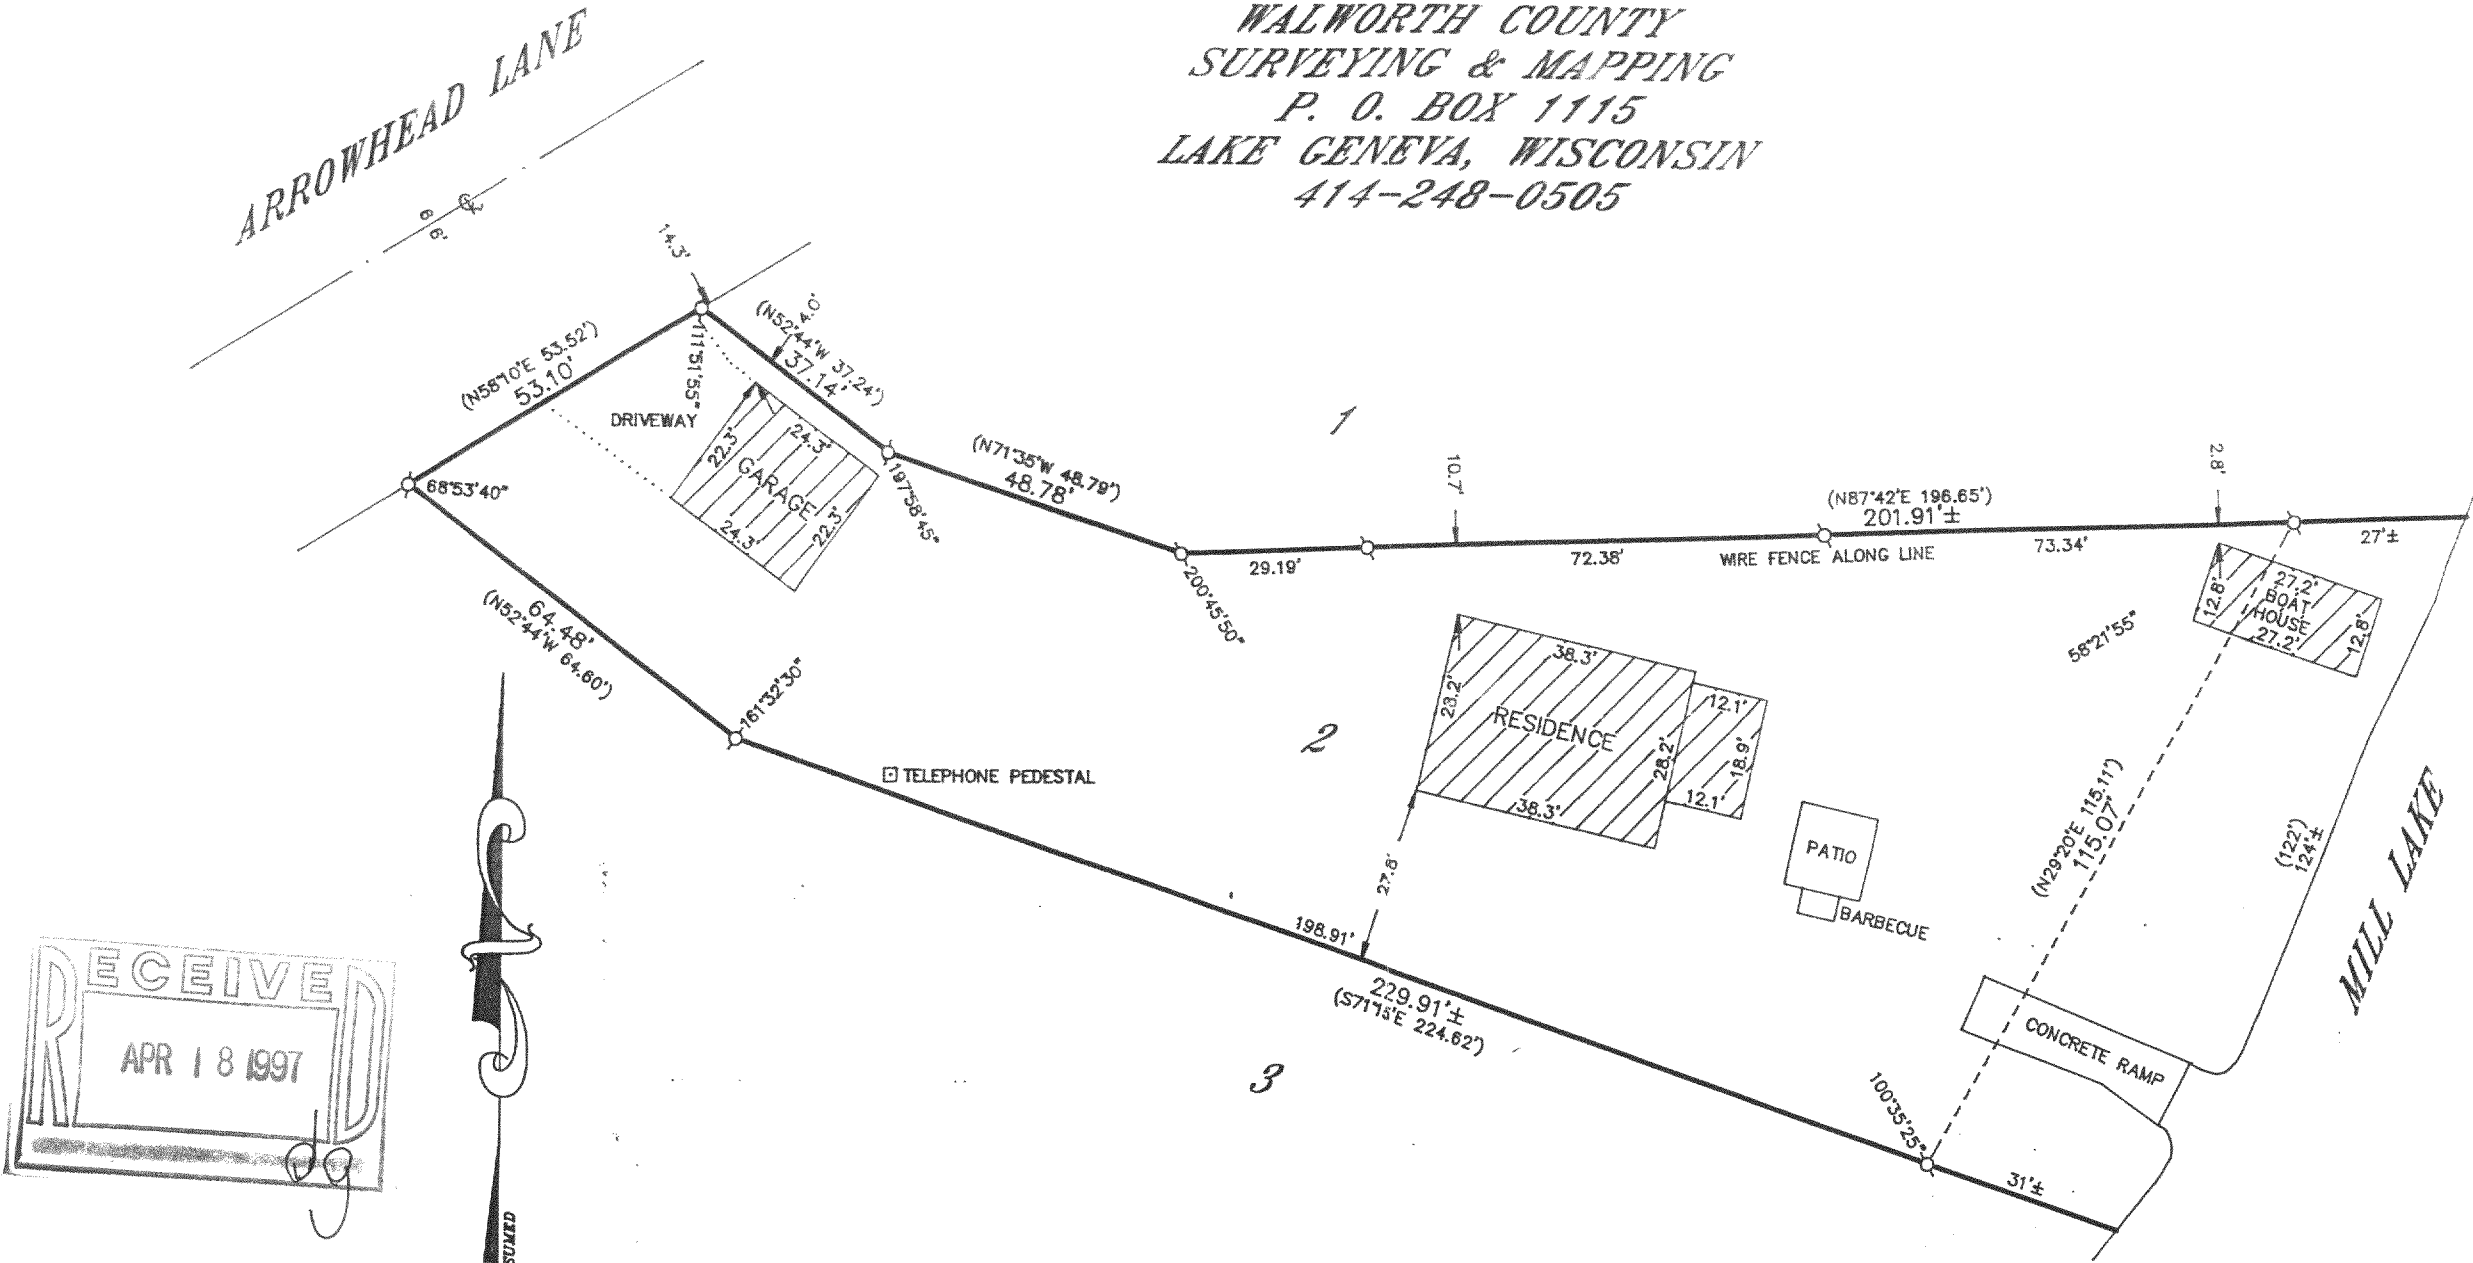 WALWORTH COUNTY
SURVEYING & MAPPING
P. O. BOX 1115
LAKE GENEVA, WISCONSIN
414-248-0505
ARROWHEAD LANE
66'
14.3'
(N58°10'E 53.52')
53.10'
111°51'55"
4.0'
(N52°44'W 37.24')
37.14'
DRIVEWAY
22.3'
24.3'
GARAGE
24.3'
22.3'
68°53'40"
197°58'45"
(N71°35'W 48.79')
48.78'
1
10.7'
2.8'
(N87°42'E 196.65')
201.91'±
29.19'
72.38'
WIRE FENCE ALONG LINE
73.34'
27'±
200°45'50"
64.48'
(N52°44'W 64.60')
161°32'30"
12.8'
27.2'
BOAT
HOUSE
27.2'
12.8'
58°21'55"
38.3'
28.2'
RESIDENCE
28.2'
38.3'
12.1'
18.9'
12.1'
2
TELEPHONE PEDESTAL
27.8'
PATIO
BARBECUE
(N29°20'E 115.11')
115.07'
(122')
124'±
MILL LAKE
198.91'
229.91'±
(S71°15'E 224.62')
CONCRETE RAMP
3
100°35'25"
31'±
RECEIVED
APR 18 1997
SUMED